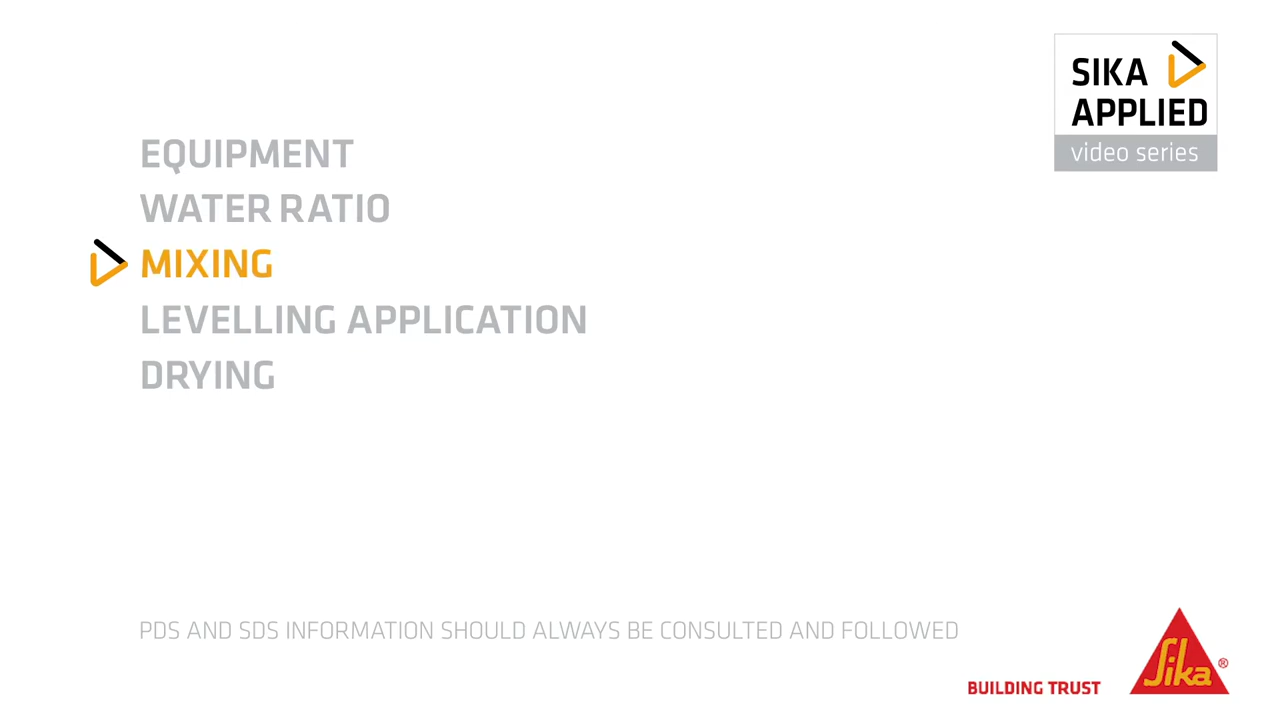 SIKA
APPLIED
video series
EQUIPMENT
WATER RATIO
MIXING
LEVELLING APPLICATION
DRYING
PDS AND SDS INFORMATION SHOULD ALWAYS BE CONSULTED AND FOLLOWED
BUILDING TRUST
Sika®